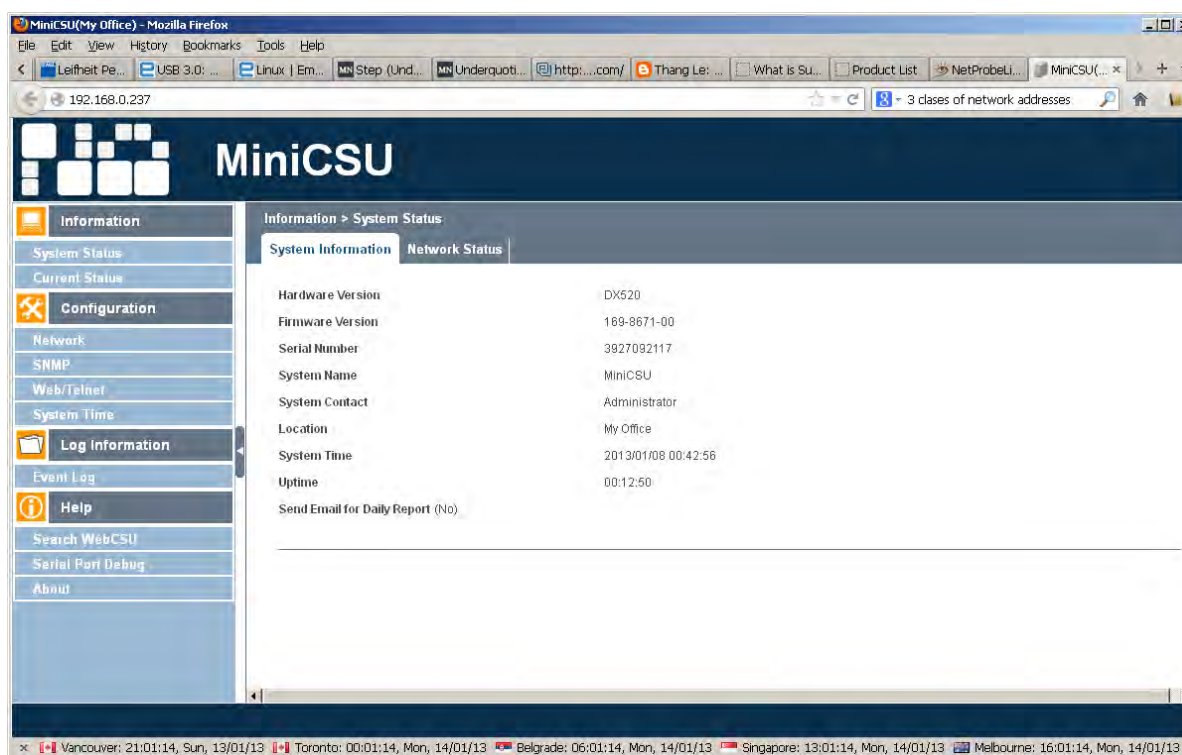 MiniCSU(My Office) - Mozilla Firefox
File Edit View History Bookmarks Tools Help
Leifheit Pe... USB 3.0: ... Linux | Em... MN Step (Und... MN Underquoti... http:....com/ Thang Le: ... What is Su... Product List NetProbeLi... MiniCSU(...
192.168.0.237 8 3 clases of network addresses
MiniCSU
Information
System Status
Current Status
Configuration
Network
SNMP
Web/Telnet
System Time
Log Information
Event Log
Help
Search WebCSU
Serial Port Debug
About
Information > System Status
System Information Network Status
Hardware Version DX520
Firmware Version 169-8671-00
Serial Number 3927092117
System Name MiniCSU
System Contact Administrator
Location My Office
System Time 2013/01/08 00:42:56
Uptime 00:12:50
Send Email for Daily Report (No)
x Vancouver: 21:01:14, Sun, 13/01/13 Toronto: 00:01:14, Mon, 14/01/13 Belgrade: 06:01:14, Mon, 14/01/13 Singapore: 13:01:14, Mon, 14/01/13 Melbourne: 16:01:14, Mon, 14/01/13